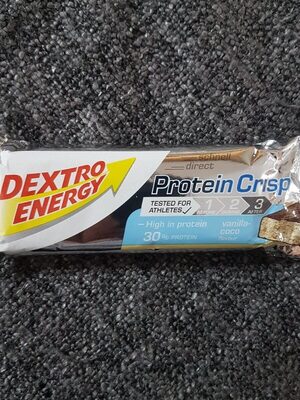 schnell
direct
DEXTRO
ENERGY
Protein Crisp
TESTED FOR
ATHLETES
1 2 3
High in protein
30% PROTEIN
vanilla-
coco
flavour